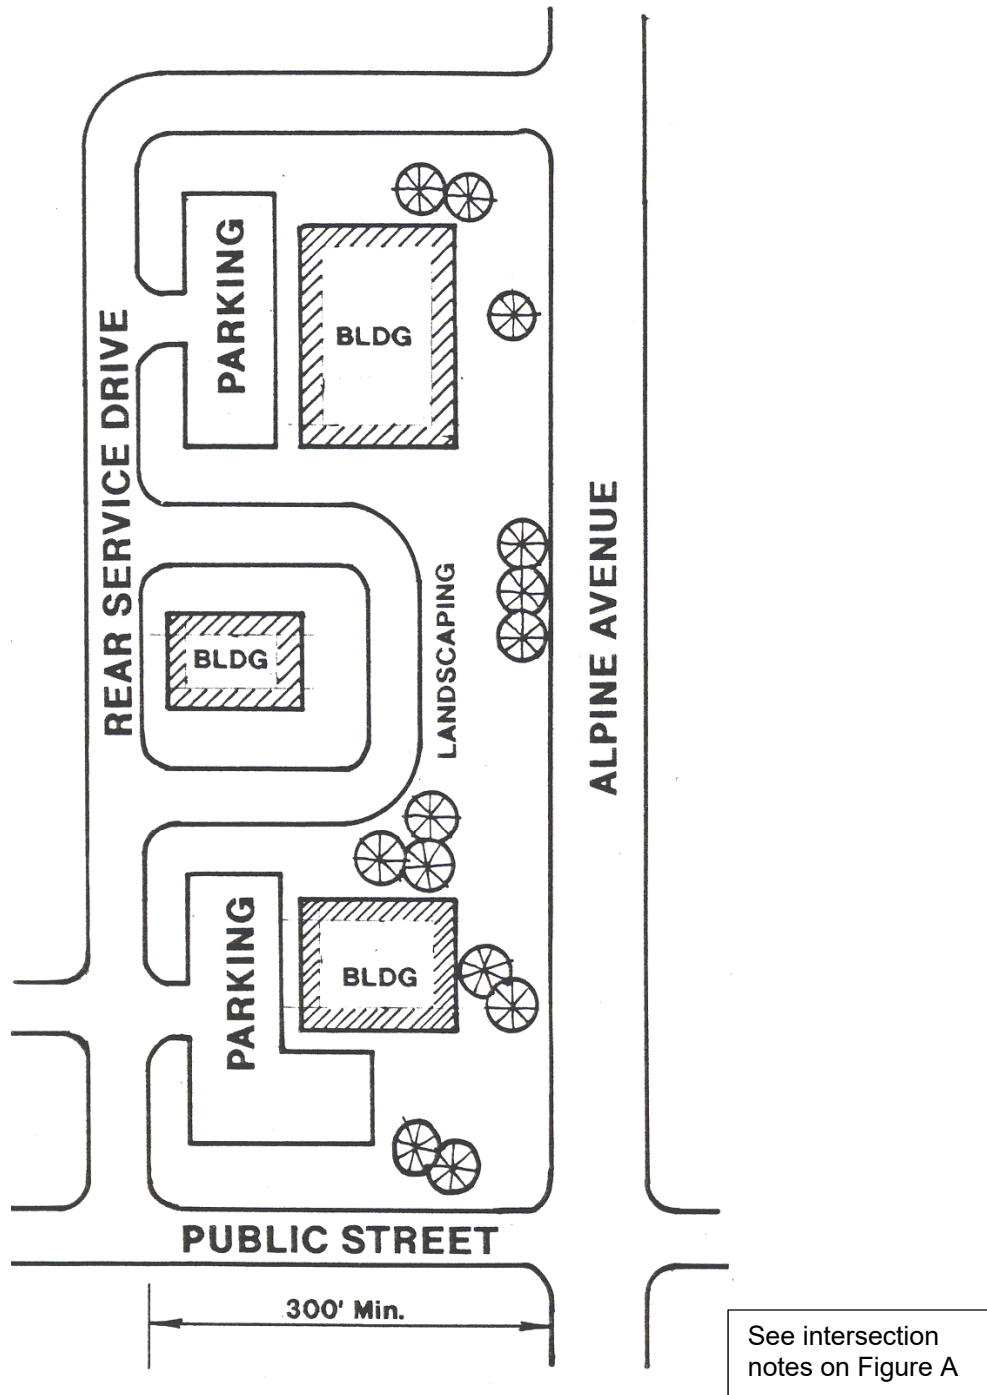 PARKING
BLDG
REAR SERVICE DRIVE
ALPINE AVENUE
LANDSCAPING
BLDG
PARKING
BLDG
PUBLIC STREET
300' Min.
See intersection
notes on Figure A